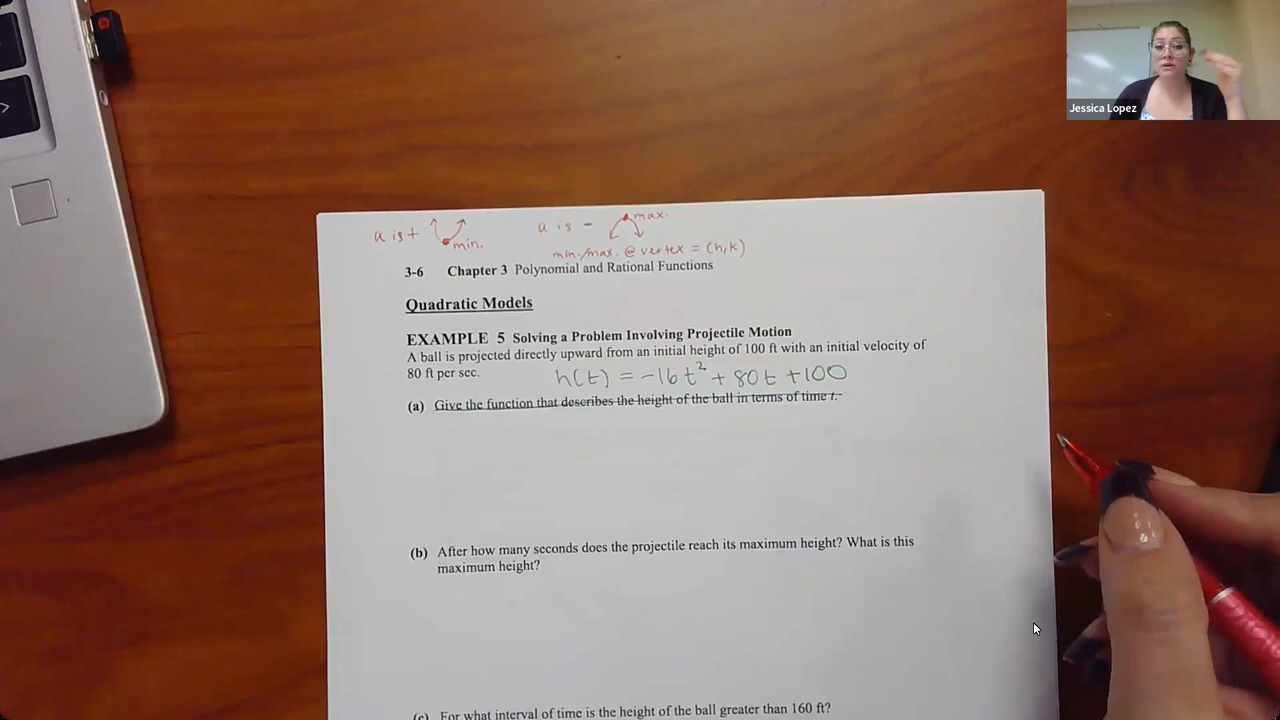 Jessica Lopez
a is + min.
a is - max.
min./max. @ vertex = (h,k)
3-6 Chapter 3 Polynomial and Rational Functions
Quadratic Models
EXAMPLE 5 Solving a Problem Involving Projectile Motion
A ball is projected directly upward from an initial height of 100 ft with an initial velocity of
80 ft per sec.
h(t) = -16t² + 80t + 100
(a) Give the function that describes the height of the ball in terms of time t.
(b) After how many seconds does the projectile reach its maximum height? What is this
maximum height?
(c) For what interval of time is the height of the ball greater than 160 ft?